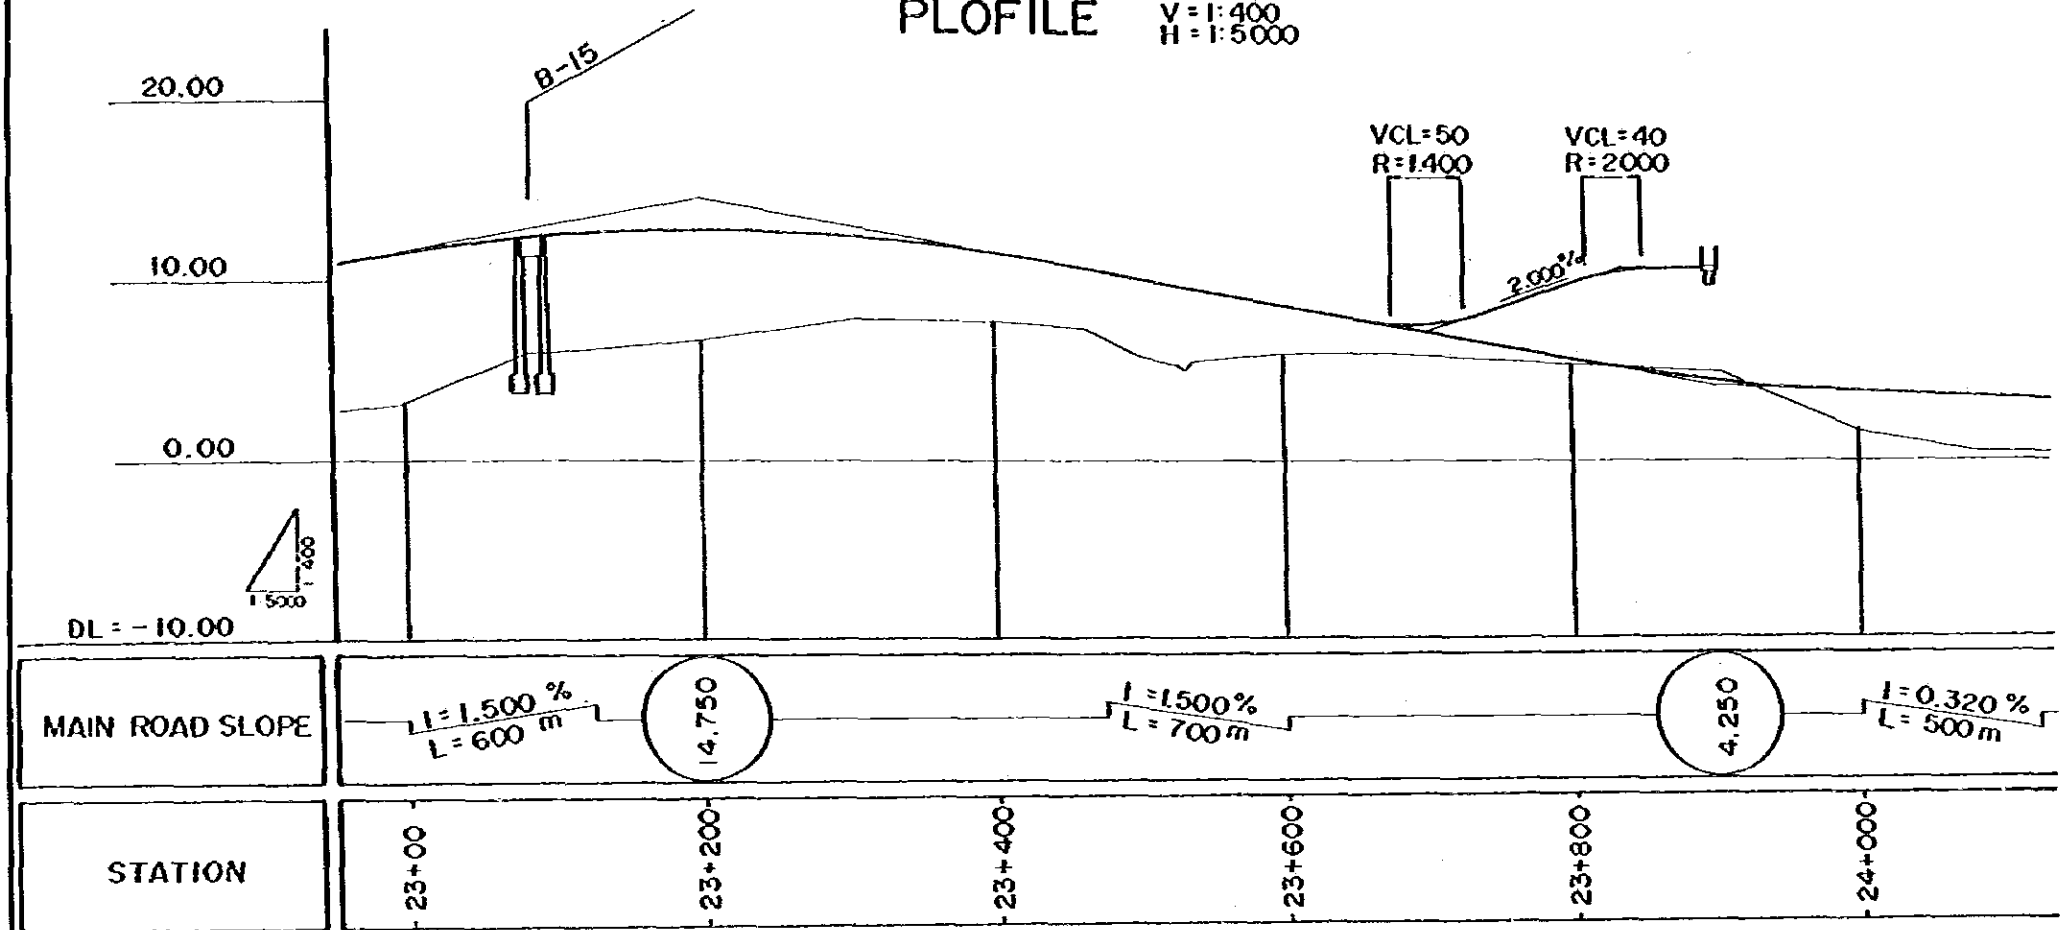 PLOFILE
V = 1:400
H = 1:5000
B-15
20.00
VCL=50
R=1400
VCL=40
R=2000
10.00
2.000%
0.00
1:400
1:5000
DL = -10.00
MAIN ROAD SLOPE
I = 1.500 %
L = 600 m
14.750
I = 1.500 %
L = 700 m
4.250
I = 0.320 %
L = 500 m
STATION
23+00
23+200
23+400
23+600
23+800
24+000